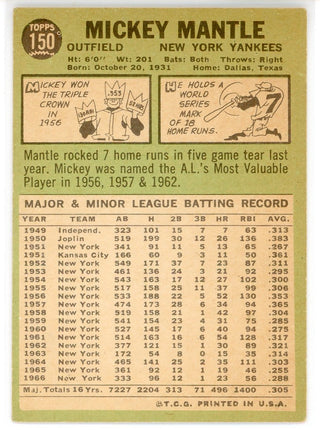 TOPPS
150
MICKEY MANTLE
OUTFIELD NEW YORK YANKEES
Ht: 6'0" Wt: 201 Bats: Both Throws: Right
Born: October 20, 1931 Home: Dallas, Texas
MICKEY WON
THE TRIPLE
CROWN IN
1956
.353
HE HOLDS A
WORLD
SERIES
MARK
OF 18
HOME RUNS.
7
Mantle rocked 7 home runs in five game tear last
year. Mickey was named the A.L.'s Most Valuable
Player in 1956, 1957 & 1962.
MAJOR & MINOR LEAGUE BATTING RECORD
YEAR TEAM AB H 2B 3B HR RBI AVG.
1949 Independ. 323 101 15 7 7 63 .313
1950 Joplin 519 199 30 12 26 136 .383
1951 New York 341 91 11 5 13 65 .267
1951 Kansas City 166 60 9 3 11 50 .361
1952 New York 549 171 37 7 23 87 .311
1953 New York 461 136 24 3 21 92 .295
1954 New York 543 163 17 12 27 102 .300
1955 New York 517 158 25 11 37 99 .306
1956 New York 533 188 22 5 52 130 .353
1957 New York 474 173 28 6 34 94 .365
1958 New York 519 158 21 1 42 97 .304
1959 New York 541 154 23 4 31 75 .285
1960 New York 527 145 17 6 40 94 .275
1961 New York 514 163 16 6 54 128 .317
1962 New York 377 121 15 1 30 89 .321
1963 New York 172 54 8 0 15 35 .314
1964 New York 465 141 25 2 35 111 .303
1965 New York 361 92 12 1 19 46 .255
1966 New York 333 96 12 1 23 56 .288
Maj. Totals 16 Yrs. 7227 2204 313 71 496 1400 .305
© T.C.G. PRINTED IN U.S.A.